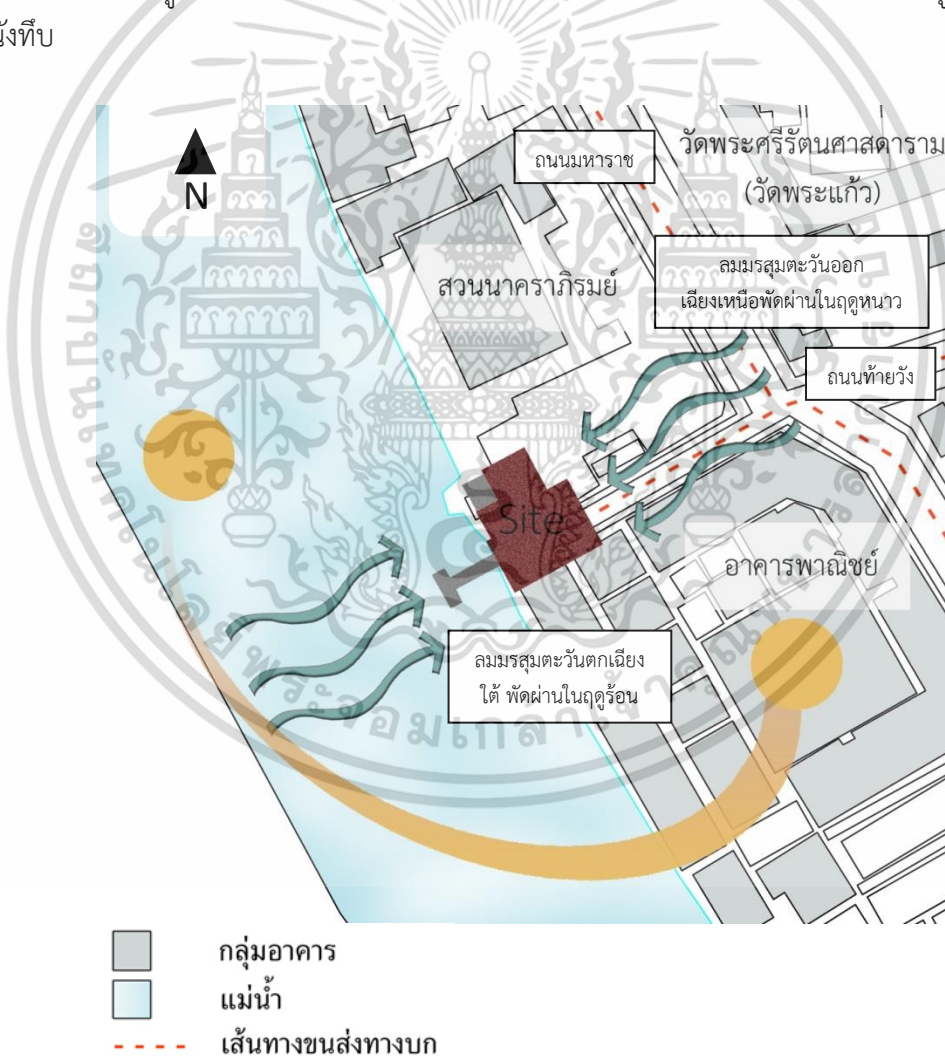 นังทึบ
N
ถนนมหาราช
วัดพระศรีรัตนศาสดาราม
(วัดพระแก้ว)
ลมมรสุมตะวันออก
เฉียงเหนือพัดผ่านในฤดูหนาว
สวนนาคราภิรมย์
ถนนท้ายวัง
Site
อาคารพาณิชย์
ลมมรสุมตะวันตกเฉียง
ใต้ พัดผ่านในฤดูร้อน
กลุ่มอาคาร
แม่น้ำ
เส้นทางขนส่งทางบก